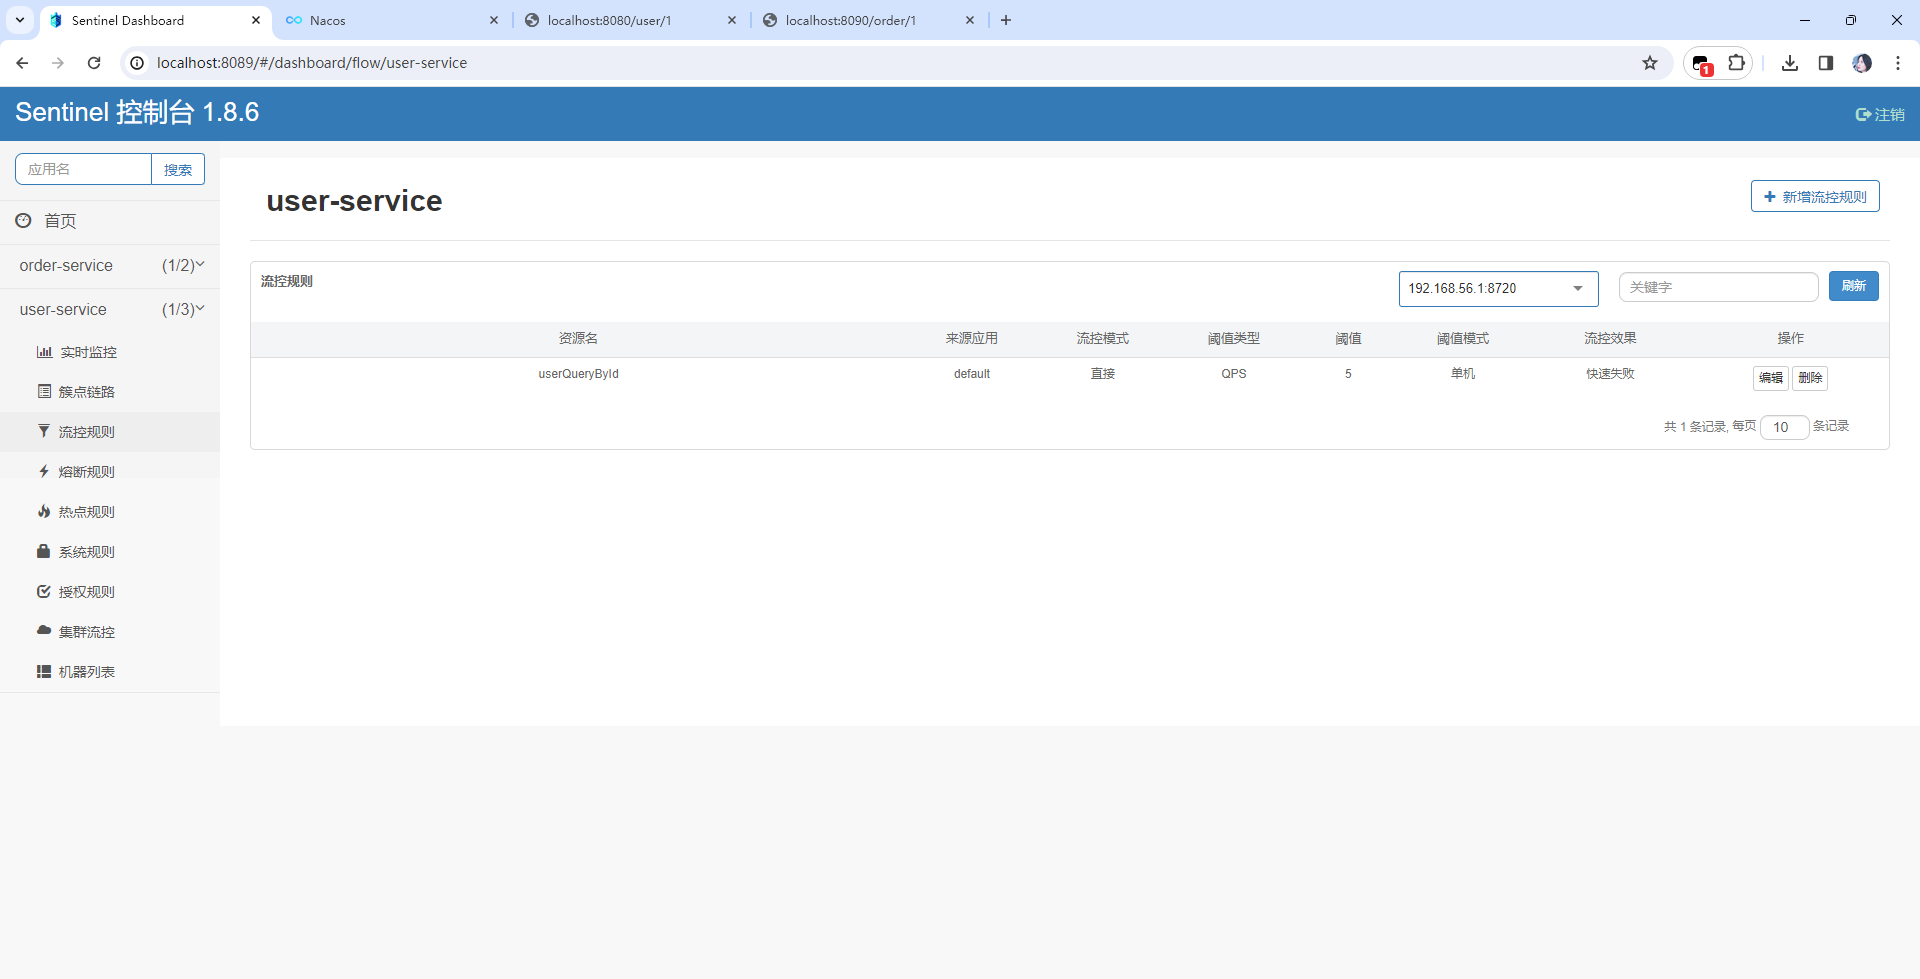 Sentinel Dashboard
Nacos
localhost:8080/user/1
localhost:8090/order/1
localhost:8089/#/dashboard/flow/user-service
1
Sentinel 控制台 1.8.6
注销
应用名
搜索
首页
order-service (1/2)
user-service (1/3)
实时监控
簇点链路
流控规则
熔断规则
热点规则
系统规则
授权规则
集群流控
机器列表
user-service
新增流控规则
流控规则
192.168.56.1:8720
关键字
刷新
资源名 来源应用 流控模式 阈值类型 阈值 阈值模式 流控效果 操作
userQueryById default 直接 QPS 5 单机 快速失败 编辑 删除
共 1 条记录, 每页 10 条记录